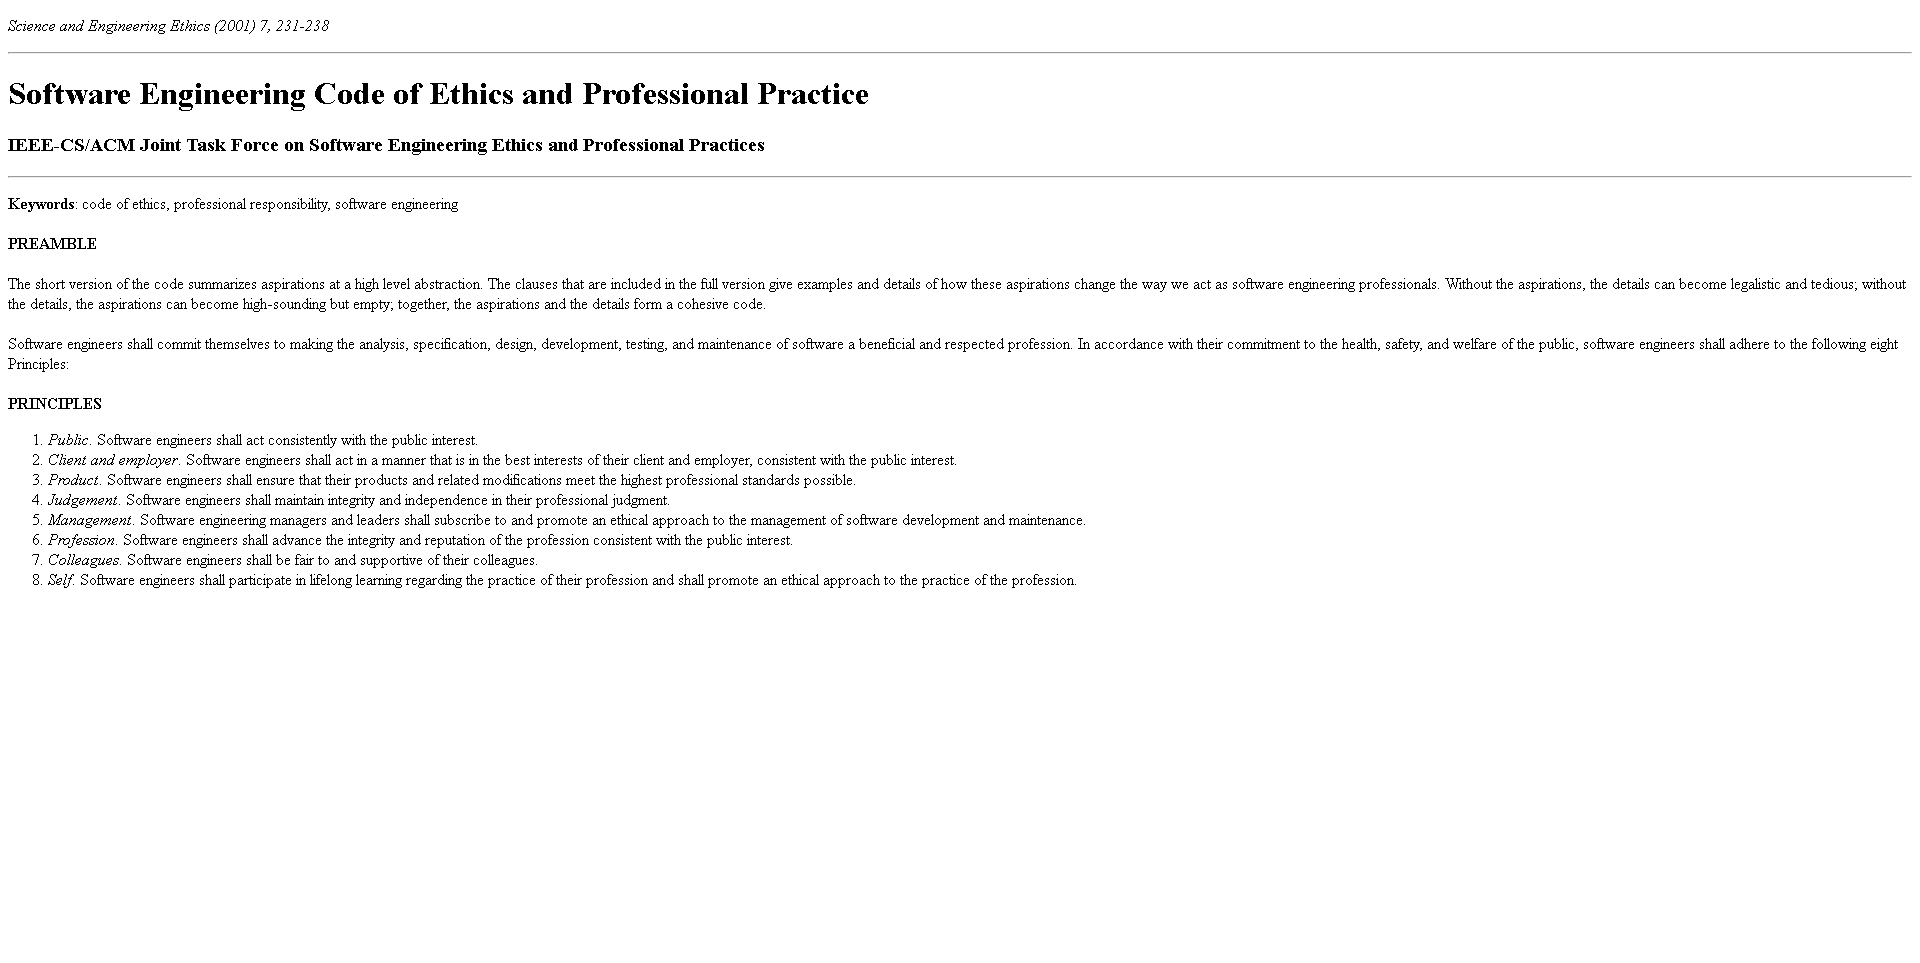 Science and Engineering Ethics (2001) 7, 231-238
Software Engineering Code of Ethics and Professional Practice
IEEE-CS/ACM Joint Task Force on Software Engineering Ethics and Professional Practices
Keywords: code of ethics, professional responsibility, software engineering
PREAMBLE
The short version of the code summarizes aspirations at a high level abstraction. The clauses that are included in the full version give examples and details of how these aspirations change the way we act as software engineering professionals. Without the aspirations, the details can become legalistic and tedious; without
the details, the aspirations can become high-sounding but empty; together, the aspirations and the details form a cohesive code.
Software engineers shall commit themselves to making the analysis, specification, design, development, testing, and maintenance of software a beneficial and respected profession. In accordance with their commitment to the health, safety, and welfare of the public, software engineers shall adhere to the following eight
Principles:
PRINCIPLES
1. Public. Software engineers shall act consistently with the public interest.
2. Client and employer. Software engineers shall act in a manner that is in the best interests of their client and employer, consistent with the public interest.
3. Product. Software engineers shall ensure that their products and related modifications meet the highest professional standards possible.
4. Judgement. Software engineers shall maintain integrity and independence in their professional judgment.
5. Management. Software engineering managers and leaders shall subscribe to and promote an ethical approach to the management of software development and maintenance.
6. Profession. Software engineers shall advance the integrity and reputation of the profession consistent with the public interest.
7. Colleagues. Software engineers shall be fair to and supportive of their colleagues.
8. Self. Software engineers shall participate in lifelong learning regarding the practice of their profession and shall promote an ethical approach to the practice of the profession.